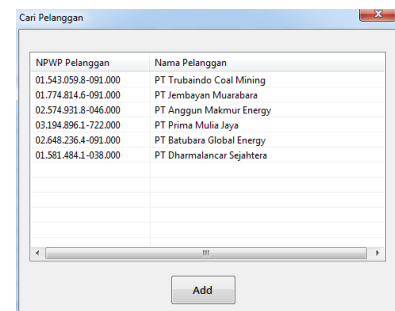 Cari Pelanggan
NPWP Pelanggan Nama Pelanggan
01.543.059.8-091.000 PT Trubaindo Coal Mining
01.774.814.6-091.000 PT Jembayan Muarabara
02.574.931.8-046.000 PT Anggun Makmur Energy
03.194.896.1-722.000 PT Prima Mulia Jaya
02.648.236.4-091.000 PT Batubara Global Energy
01.581.484.1-038.000 PT Dharmalancar Sejahtera
Add